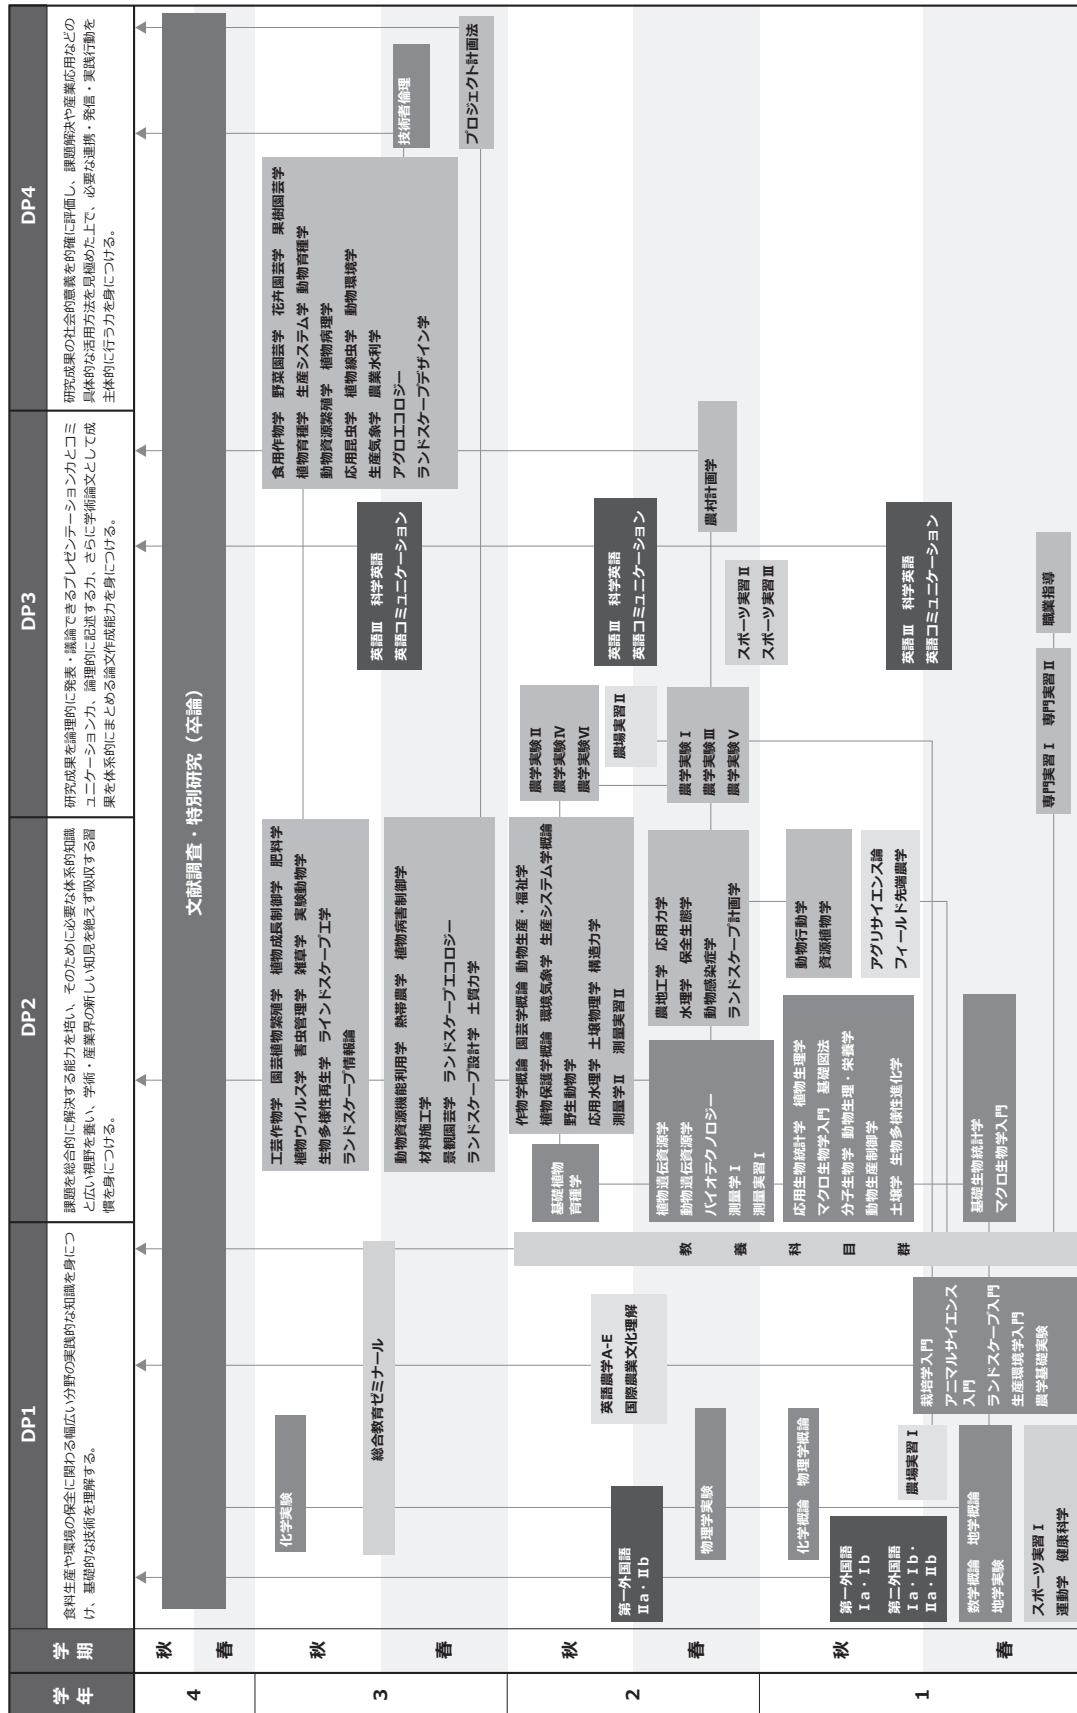 学年
学期
DP1
DP2
DP3
DP4
食料生産や環境の保全に関わる幅広い分野の実践的な知識を身につ
け、基礎的な技術を理解する。
課題を総合的に解決する能力を培い、そのために必要な体系的知識
と広い視野を養い、学術・産業界の新しい知見を絶えず吸収する習
慣を身につける。
研究成果を論理的に発表・議論できるプレゼンテーション力とコミ
ュニケーション力、論理的に記述する力、さらに学術論文として成
果を体系的にまとめる論文作成能力を身につける。
研究成果の社会的意義を的確に評価し、課題解決や産業応用などの
具体的な活用方法を見極めた上で、必要な連携・発信・実践行動を
主体的に行う力を身につける。
4
秋
春
文献調査・特別研究（卒論）
3
秋
春
化学実験
総合教育ゼミナール
工芸作物学 園芸植物繁殖学 植物成長制御学 肥料学
植物ウイルス学 害虫管理学 雑草学 実験動物学
生物多様性再生学 ラインドスケープ工学
ランドスケープ情報論
動物資源機能利用学 熱帯農学 植物病害制御学
材料施工学
景観園芸学 ランドスケープエコロジー
ランドスケープ設計学 土質力学
英語Ⅲ 科学英語
英語コミュニケーション
食用作物学 野菜園芸学 花卉園芸学 果樹園芸学
植物育種学 生産システム学 動物育種学
動物資源繁殖学 植物病理学
応用昆虫学 植物線虫学 動物環境学
生産気象学 農業水利学
アグロエコロジー
ランドスケープデザイン学
技術者倫理
プロジェクト計画法
2
秋
春
第一外国語
Ⅱa・Ⅱb
物理学実験
英語農学A-E
国際農業文化理解
教養科目群
基礎植物
育種学
作物学概論 園芸学概論 動物生産・福祉学
植物保護学概論 環境気象学 生産システム学概論
野生動物学
応用水理学 土壌物理学 構造力学
測量学Ⅱ 測量実習Ⅱ
植物遺伝資源学
動物遺伝資源学
バイオテクノロジー
測量学Ⅰ
測量実習Ⅰ
農地工学 応用力学
水理学 保全生態学
動物感染症学
ランドスケープ計画学
農学実験Ⅱ
農学実験Ⅳ
農学実験Ⅵ
農場実習Ⅱ
農学実験Ⅰ
農学実験Ⅲ
農学実験Ⅴ
英語Ⅲ 科学英語
英語コミュニケーション
農村計画学
スポーツ実習Ⅱ
スポーツ実習Ⅲ
1
秋
春
化学概論 物理学概論
第一外国語
Ⅰa・Ⅰb
第二外国語
Ⅰa・Ⅰb・
Ⅱa・Ⅱb
農場実習Ⅰ
数学概論 地学概論
地学実験
スポーツ実習Ⅰ
運動学 健康科学
栽培学入門
アニマルサイエンス
入門
ランドスケープ入門
生産環境学入門
農学基礎実験
応用生物統計学 植物生理学
マクロ生物学入門 基礎図法
分子生物学 動物生理・栄養学
動物生産制御学
土壌学 生物多様性進化学
基礎生物統計学
マクロ生物学入門
動物行動学
資源植物学
アグリサイエンス論
フィールド先端農学
英語Ⅲ 科学英語
英語コミュニケーション
専門実習Ⅰ 専門実習Ⅱ
職業指導